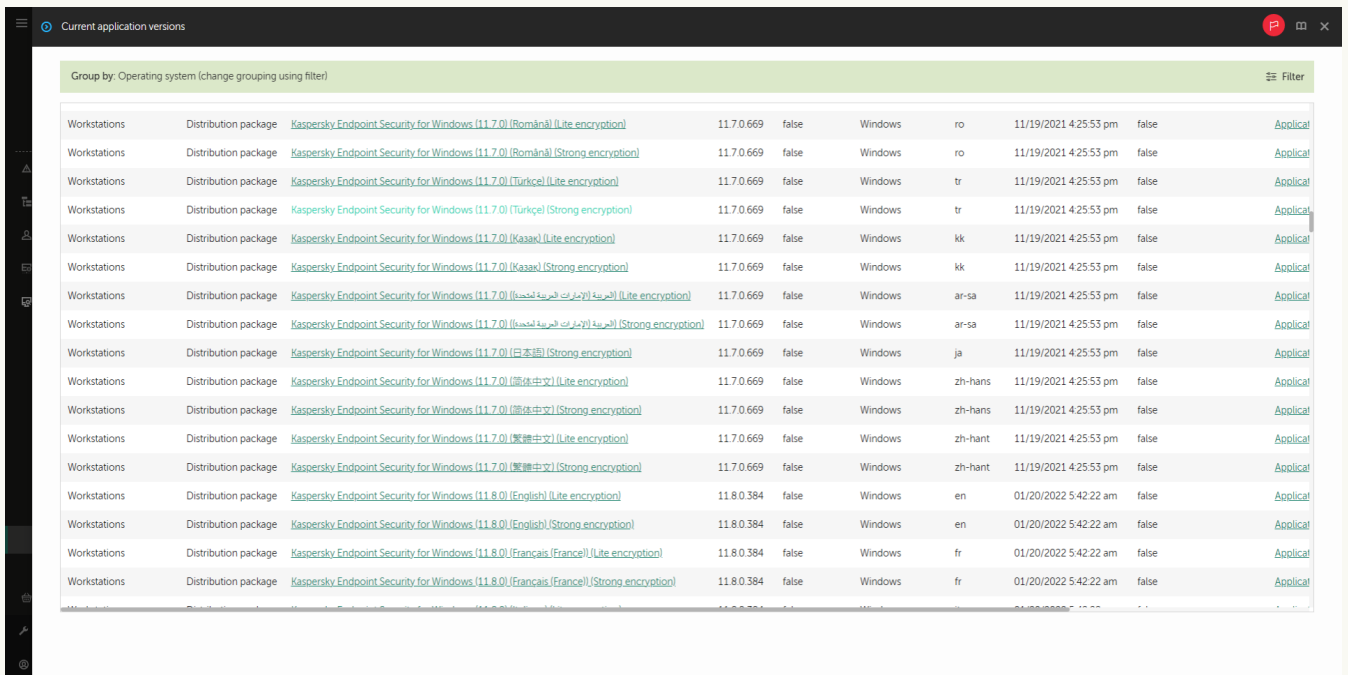 Current application versions
Group by: Operating system (change grouping using filter) Filter
Workstations Distribution package Kaspersky Endpoint Security for Windows (11.7.0) (Română) (Lite encryption) 11.7.0.669 false Windows ro 11/19/2021 4:25:53 pm false Applicat
Workstations Distribution package Kaspersky Endpoint Security for Windows (11.7.0) (Română) (Strong encryption) 11.7.0.669 false Windows ro 11/19/2021 4:25:53 pm false Applicat
Workstations Distribution package Kaspersky Endpoint Security for Windows (11.7.0) (Türkçe) (Lite encryption) 11.7.0.669 false Windows tr 11/19/2021 4:25:53 pm false Applicat
Workstations Distribution package Kaspersky Endpoint Security for Windows (11.7.0) (Türkçe) (Strong encryption) 11.7.0.669 false Windows tr 11/19/2021 4:25:53 pm false Applicat
Workstations Distribution package Kaspersky Endpoint Security for Windows (11.7.0) (Қазақ) (Lite encryption) 11.7.0.669 false Windows kk 11/19/2021 4:25:53 pm false Applicat
Workstations Distribution package Kaspersky Endpoint Security for Windows (11.7.0) (Қазақ) (Strong encryption) 11.7.0.669 false Windows kk 11/19/2021 4:25:53 pm false Applicat
Workstations Distribution package Kaspersky Endpoint Security for Windows (11.7.0) (العربية (الإمارات العربية المتحدة)) (Lite encryption) 11.7.0.669 false Windows ar-sa 11/19/2021 4:25:53 pm false Applicat
Workstations Distribution package Kaspersky Endpoint Security for Windows (11.7.0) (العربية (الإمارات العربية المتحدة)) (Strong encryption) 11.7.0.669 false Windows ar-sa 11/19/2021 4:25:53 pm false Applicat
Workstations Distribution package Kaspersky Endpoint Security for Windows (11.7.0) (日本語) (Strong encryption) 11.7.0.669 false Windows ja 11/19/2021 4:25:53 pm false Applicat
Workstations Distribution package Kaspersky Endpoint Security for Windows (11.7.0) (简体中文) (Lite encryption) 11.7.0.669 false Windows zh-hans 11/19/2021 4:25:53 pm false Applicat
Workstations Distribution package Kaspersky Endpoint Security for Windows (11.7.0) (简体中文) (Strong encryption) 11.7.0.669 false Windows zh-hans 11/19/2021 4:25:53 pm false Applicat
Workstations Distribution package Kaspersky Endpoint Security for Windows (11.7.0) (繁體中文) (Lite encryption) 11.7.0.669 false Windows zh-hant 11/19/2021 4:25:53 pm false Applicat
Workstations Distribution package Kaspersky Endpoint Security for Windows (11.7.0) (繁體中文) (Strong encryption) 11.7.0.669 false Windows zh-hant 11/19/2021 4:25:53 pm false Applicat
Workstations Distribution package Kaspersky Endpoint Security for Windows (11.8.0) (English) (Lite encryption) 11.8.0.384 false Windows en 01/20/2022 5:42:22 am false Applicat
Workstations Distribution package Kaspersky Endpoint Security for Windows (11.8.0) (English) (Strong encryption) 11.8.0.384 false Windows en 01/20/2022 5:42:22 am false Applicat
Workstations Distribution package Kaspersky Endpoint Security for Windows (11.8.0) (Français (France)) (Lite encryption) 11.8.0.384 false Windows fr 01/20/2022 5:42:22 am false Applicat
Workstations Distribution package Kaspersky Endpoint Security for Windows (11.8.0) (Français (France)) (Strong encryption) 11.8.0.384 false Windows fr 01/20/2022 5:42:22 am false Applicat